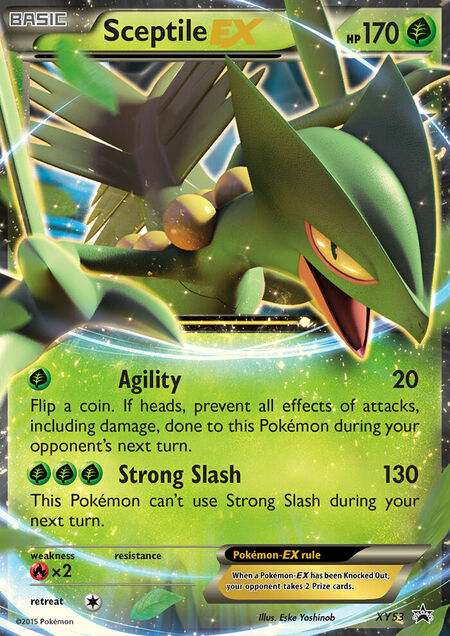 BASIC
Sceptile EX HP 170
Agility 20
Flip a coin. If heads, prevent all effects of attacks,
including damage, done to this Pokémon during your
opponent's next turn.
Strong Slash 130
This Pokémon can't use Strong Slash during your
next turn.
weakness resistance
×2
Pokémon-EX rule
When a Pokémon-EX has been Knocked Out,
your opponent takes 2 Prize cards.
retreat
©2015 Pokémon Illus. Eske Yoshinob XY53